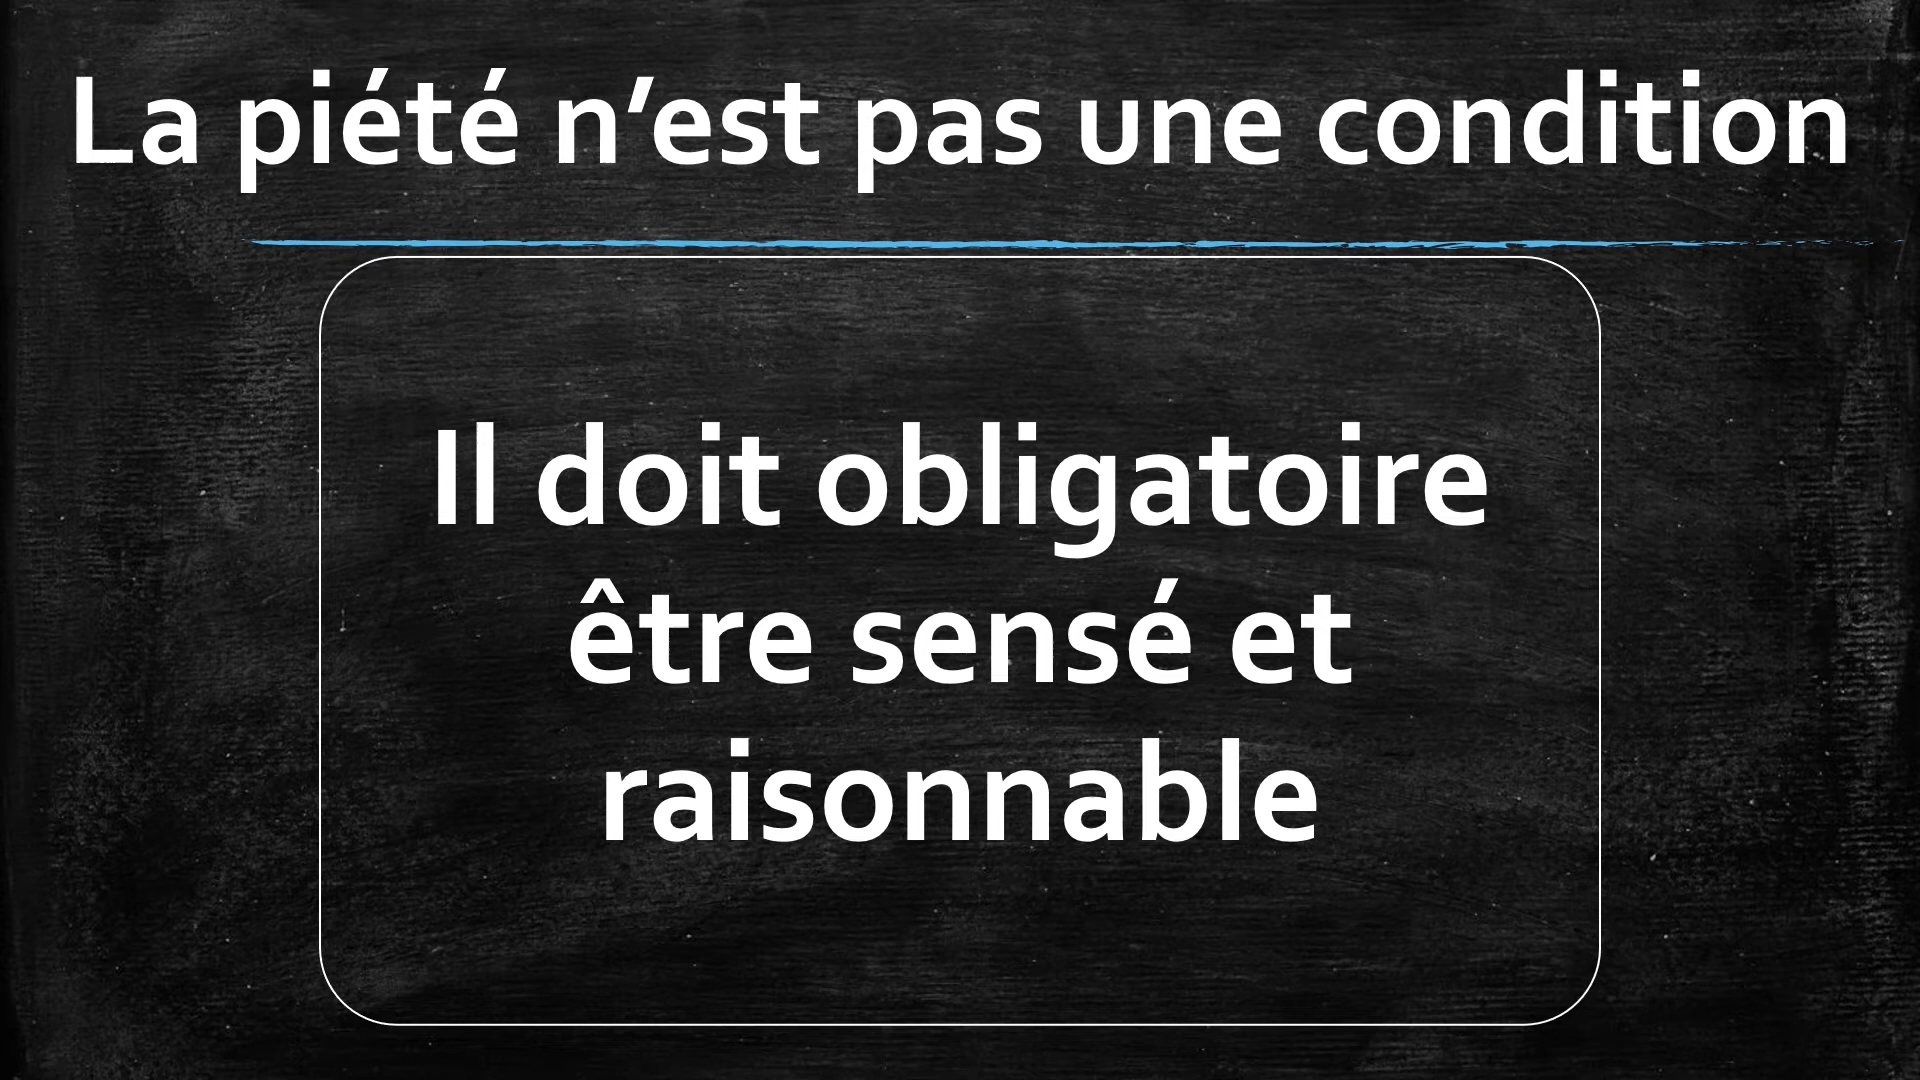 La piété n’est pas une condition
Il doit obligatoire
être sensé et
raisonnable